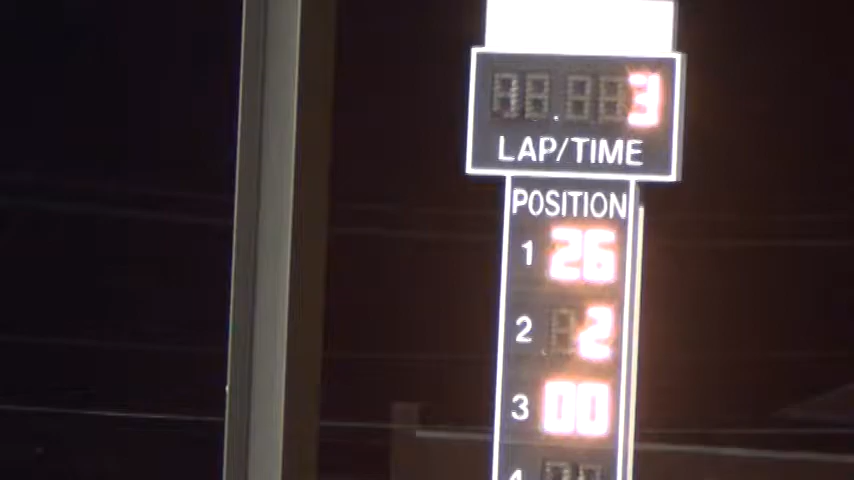 3
LAP/TIME
POSITION
1 26
2 2
3 00
4